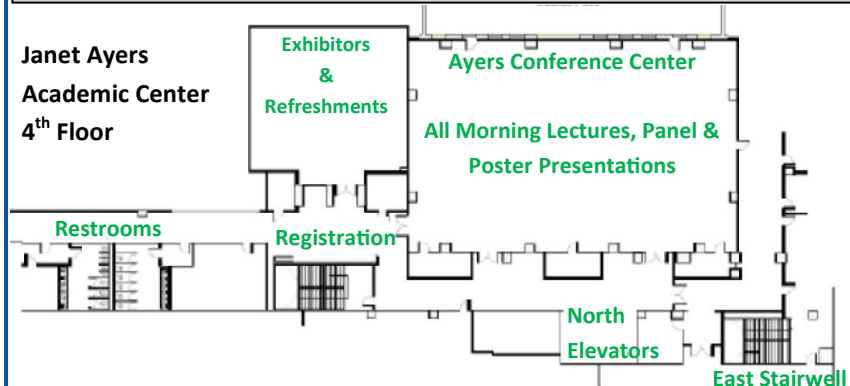 Janet Ayers
Academic Center
4th Floor
Exhibitors
&
Refreshments
Ayers Conference Center
All Morning Lectures, Panel &
Poster Presentations
Restrooms
Registration
North
Elevators
East Stairwell